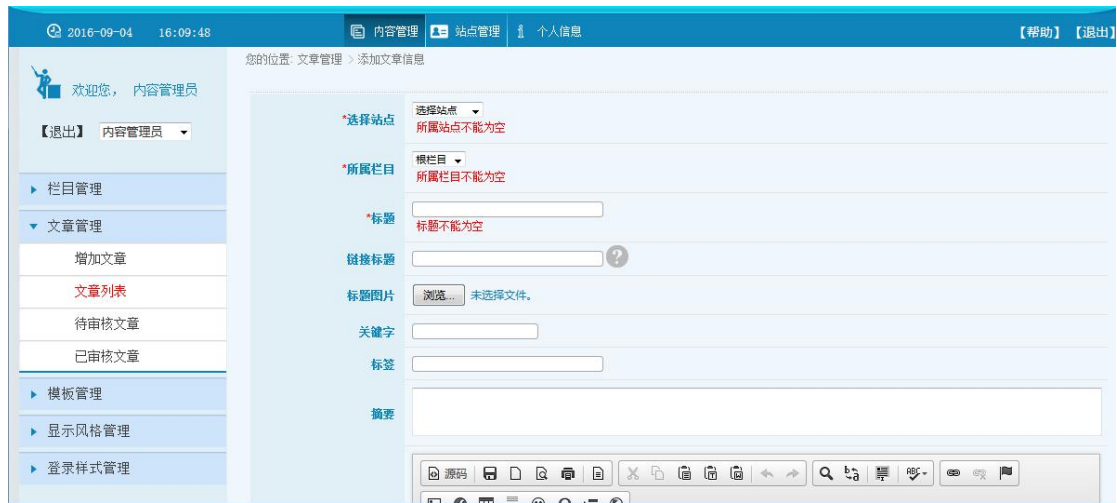 2016-09-04 16:09:48 内容管理 站点管理 个人信息 【帮助】 【退出】
您的位置: 文章管理 > 添加文章信息
欢迎您， 内容管理员
【退出】 内容管理员
栏目管理
文章管理
增加文章
文章列表
待审核文章
已审核文章
模板管理
显示风格管理
登录样式管理
*选择站点 选择站点
所属站点不能为空
*所属栏目 根栏目
所属栏目不能为空
*标题
标题不能为空
链接标题 ?
标题图片 浏览... 未选择文件。
关键字
标签
摘要
源码 ABC